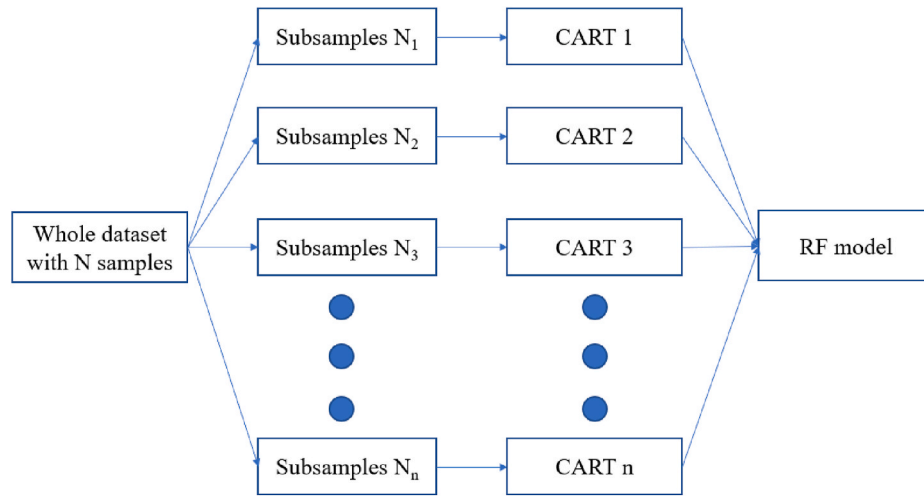 Subsamples N₁
CART 1
Subsamples N₂
CART 2
Whole dataset
with N samples
Subsamples N₃
CART 3
RF model
Subsamples Nₙ
CART n